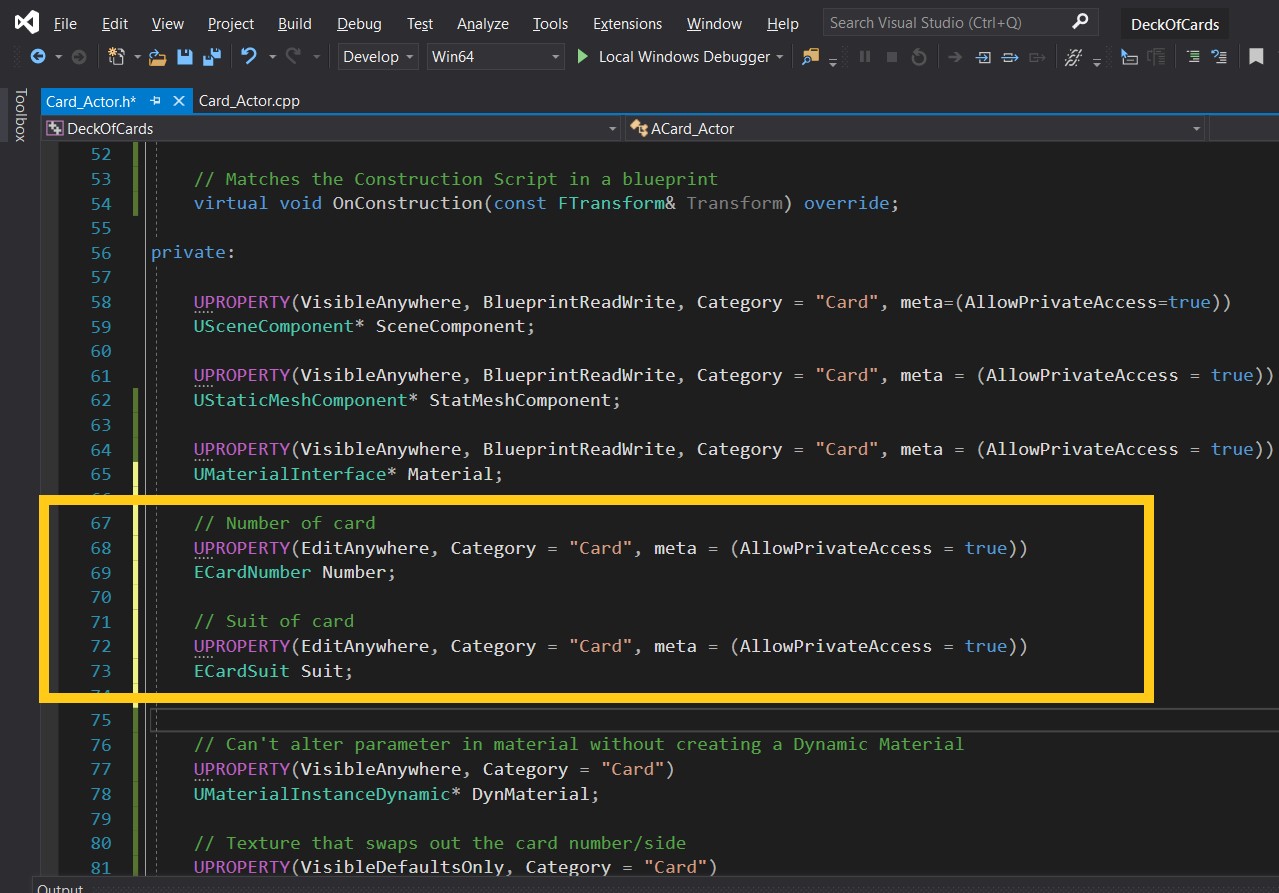 File Edit View Project Build Debug Test Analyze Tools Extensions Window Help Search Visual Studio (Ctrl+Q) DeckOfCards
Develop Win64 Local Windows Debugger
Toolbox
Card_Actor.h* Card_Actor.cpp
DeckOfCards ACard_Actor
52
53 // Matches the Construction Script in a blueprint
54 virtual void OnConstruction(const FTransform& Transform) override;
55
56 private:
57
58 UPROPERTY(VisibleAnywhere, BlueprintReadWrite, Category = "Card", meta=(AllowPrivateAccess=true))
59 USceneComponent* SceneComponent;
60
61 UPROPERTY(VisibleAnywhere, BlueprintReadWrite, Category = "Card", meta = (AllowPrivateAccess = true))
62 UStaticMeshComponent* StatMeshComponent;
63
64 UPROPERTY(VisibleAnywhere, BlueprintReadWrite, Category = "Card", meta = (AllowPrivateAccess = true))
65 UMaterialInterface* Material;
67 // Number of card
68 UPROPERTY(EditAnywhere, Category = "Card", meta = (AllowPrivateAccess = true))
69 ECardNumber Number;
70
71 // Suit of card
72 UPROPERTY(EditAnywhere, Category = "Card", meta = (AllowPrivateAccess = true))
73 ECardSuit Suit;
75
76 // Can't alter parameter in material without creating a Dynamic Material
77 UPROPERTY(VisibleAnywhere, Category = "Card")
78 UMaterialInstanceDynamic* DynMaterial;
79
80 // Texture that swaps out the card number/side
81 UPROPERTY(VisibleDefaultsOnly, Category = "Card")
Output